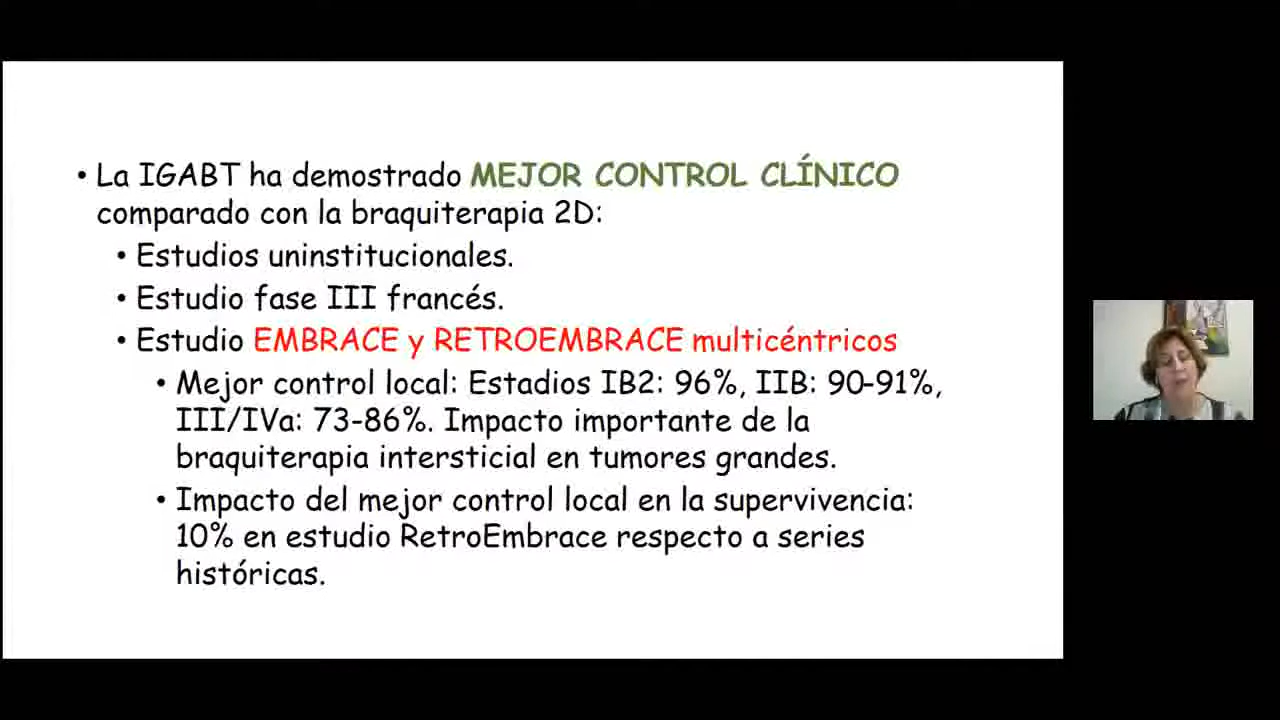 • La IGABT ha demostrado MEJOR CONTROL CLÍNICO
comparado con la braquiterapia 2D:
• Estudios uninstitucionales.
• Estudio fase III francés.
• Estudio EMBRACE y RETROEMBRACE multicéntricos
• Mejor control local: Estadios IB2: 96%, IIB: 90-91%,
III/IVa: 73-86%. Impacto importante de la
braquiterapia intersticial en tumores grandes.
• Impacto del mejor control local en la supervivencia:
10% en estudio RetroEmbrace respecto a series
históricas.